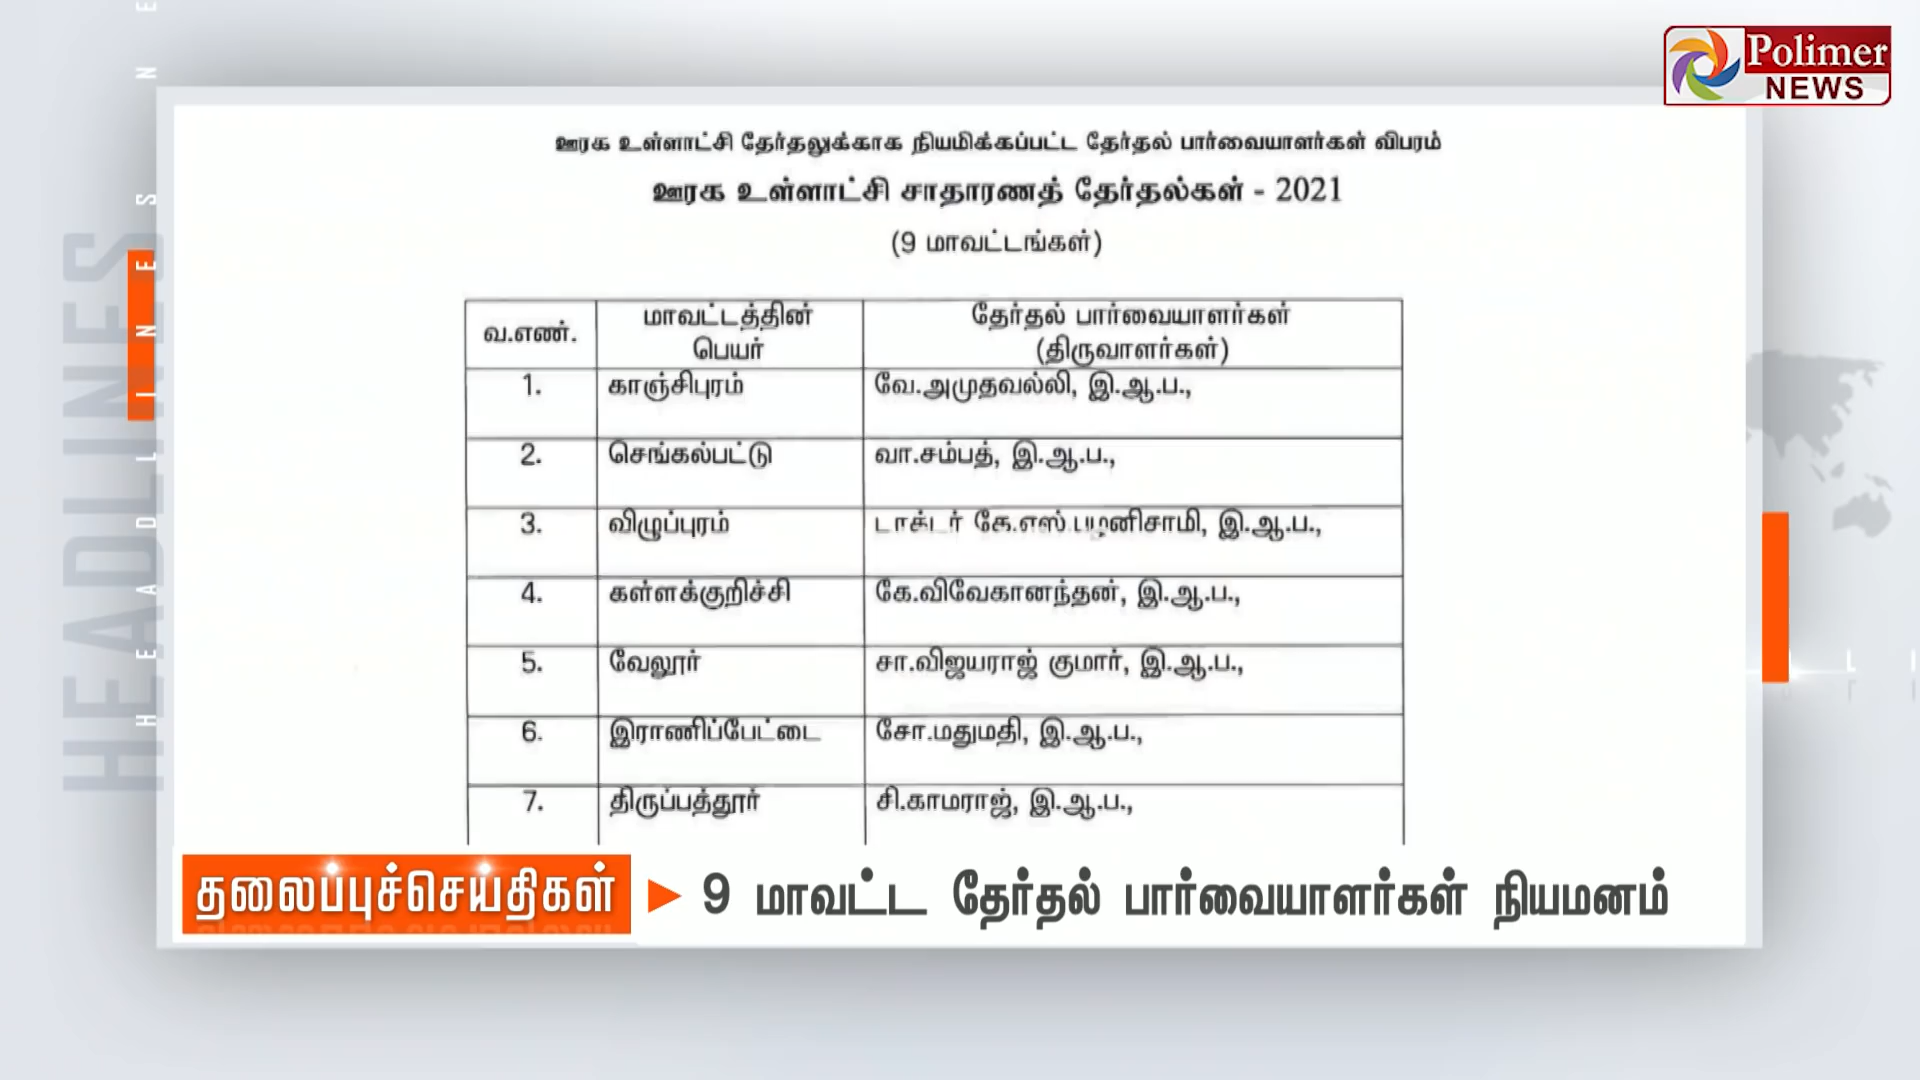 Polimer
NEWS
ஊரக உள்ளாட்சி தேர்தலுக்காக நியமிக்கப்பட்ட தேர்தல் பார்வையாளர்கள் விபரம்
ஊரக உள்ளாட்சி சாதாரணத் தேர்தல்கள் - 2021
(9 மாவட்டங்கள்)
வ.எண். மாவட்டத்தின் பெயர் தேர்தல் பார்வையாளர்கள் (திருவாளர்கள்)
1. காஞ்சிபுரம் வே.அமுதவல்லி, இ.ஆ.ப.,
2. செங்கல்பட்டு வா.சம்பத், இ.ஆ.ப.,
3. விழுப்புரம் டாக்டர் கே.எஸ்.பழனிசாமி, இ.ஆ.ப.,
4. கள்ளக்குறிச்சி கே.விவேகானந்தன், இ.ஆ.ப.,
5. வேலூர் சா.விஜயராஜ் குமார், இ.ஆ.ப.,
6. இராணிப்பேட்டை சோ.மதுமதி, இ.ஆ.ப.,
7. திருப்பத்தூர் சி.காமராஜ், இ.ஆ.ப.,
தலைப்புச்செய்திகள் 9 மாவட்ட தேர்தல் பார்வையாளர்கள் நியமனம்
HEADLINES
HEADLINES